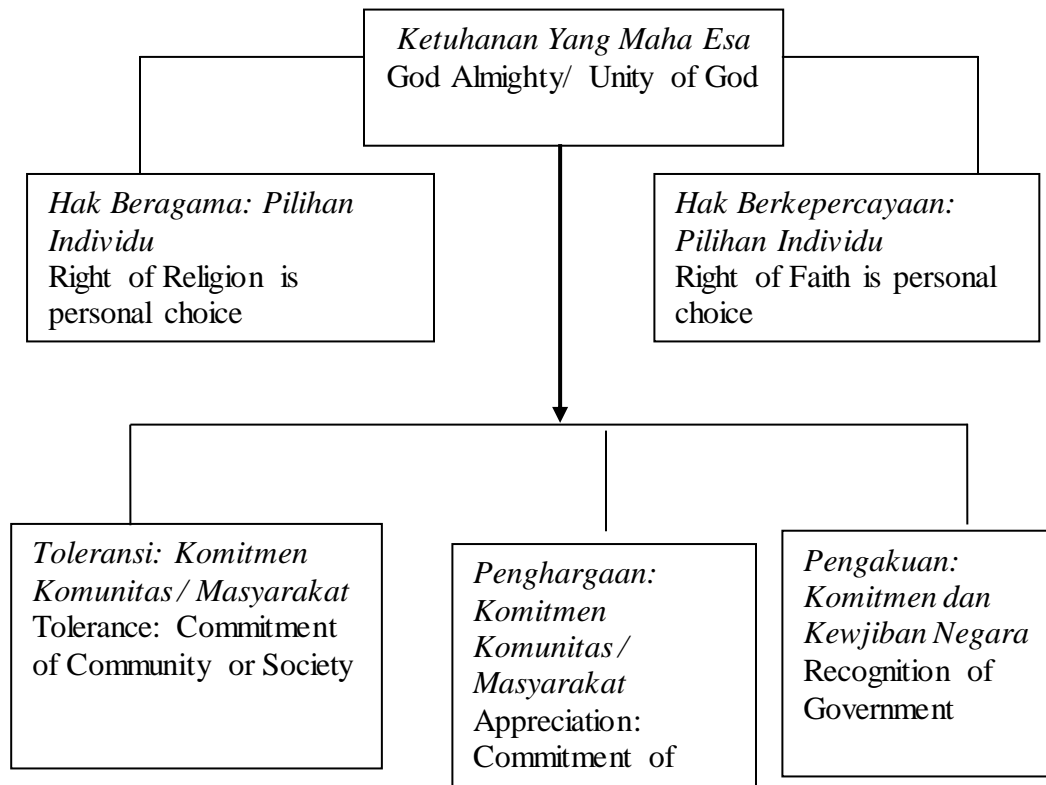 Ketuhanan Yang Maha Esa
God Almighty/ Unity of God
Hak Beragama: Pilihan
Individu
Right of Religion is
personal choice
Hak Berkepercayaan:
Pilihan Individu
Right of Faith is personal
choice
Toleransi: Komitmen
Komunitas / Masyarakat
Tolerance: Commitment
of Community or Society
Penghargaan:
Komitmen
Komunitas /
Masyarakat
Appreciation:
Commitment of
Pengakuan:
Komitmen dan
Kewjiban Negara
Recognition of
Government